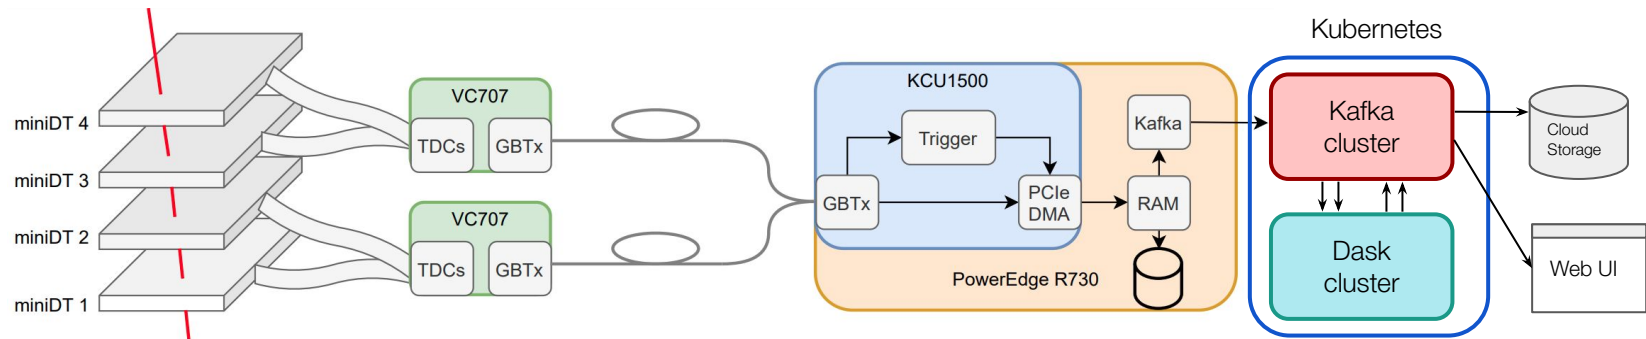 Kubernetes
miniDT 4
miniDT 3
miniDT 2
miniDT 1
VC707
TDCs
GBTx
VC707
TDCs
GBTx
KCU1500
Trigger
GBTx
PCIe
DMA
Kafka
RAM
PowerEdge R730
Kafka
cluster
Dask
cluster
Cloud
Storage
Web UI